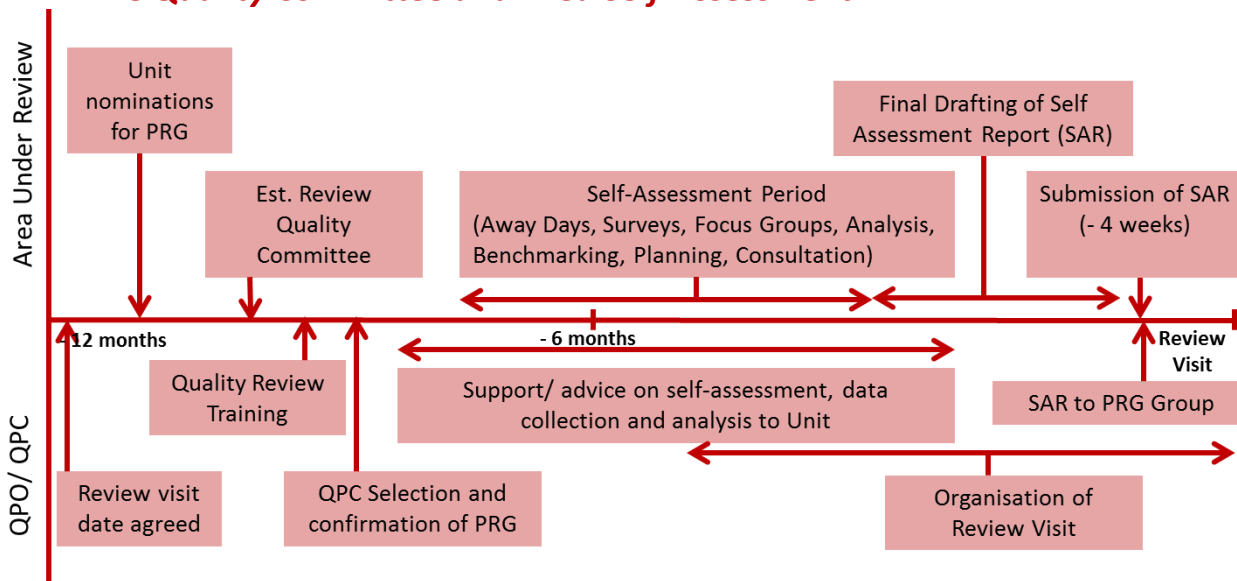 Area Under Review
QPO/ QPC
Unit
nominations
for PRG
Est. Review
Quality
Committee
Self-Assessment Period
(Away Days, Surveys, Focus Groups, Analysis,
Benchmarking, Planning, Consultation)
Final Drafting of Self
Assessment Report (SAR)
Submission of SAR
(- 4 weeks)
12 months
- 6 months
Review
Visit
Quality Review
Training
Support/ advice on self-assessment, data
collection and analysis to Unit
SAR to PRG Group
Review visit
date agreed
QPC Selection and
confirmation of PRG
Organisation of
Review Visit